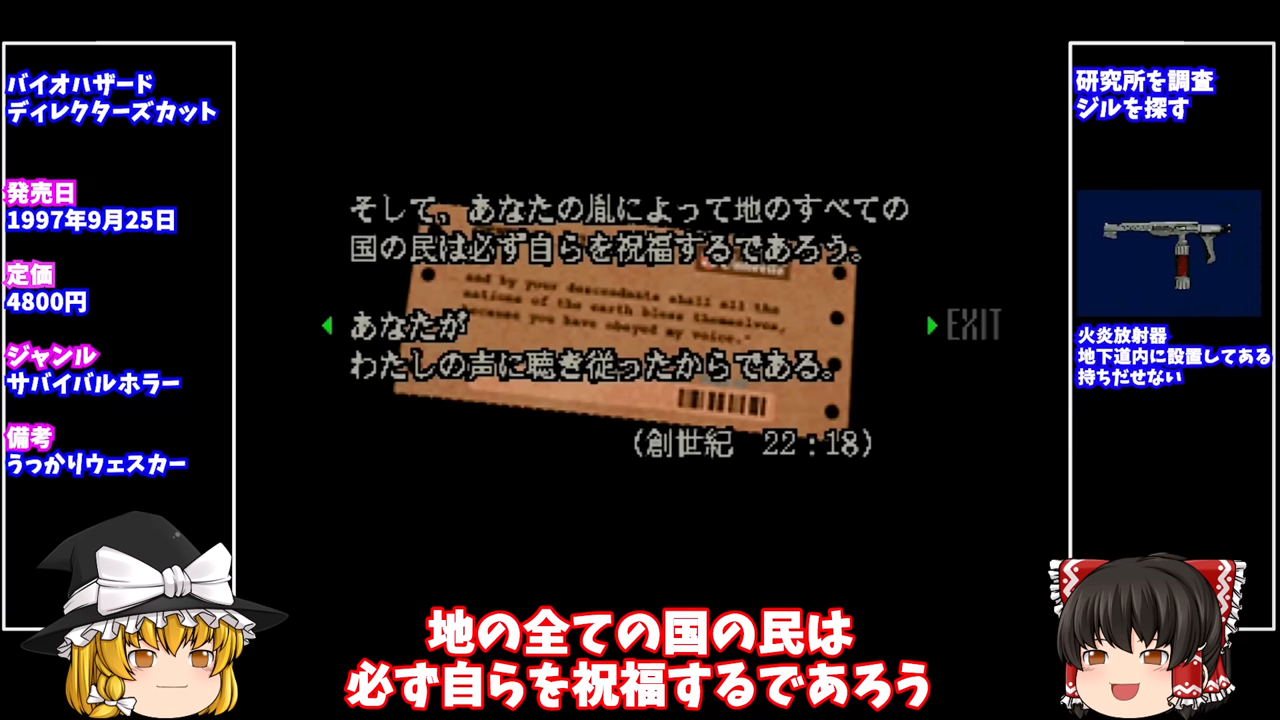 バイオハザード
ディレクターズカット
発売日
1997年9月25日
定価
4800円
ジャンル
サバイバルホラー
備考
うっかりウェスカー
そして、あなたの胤によって地のすべての
国の民は必ず自らを祝福するであろう。
あなたが
わたしの声に聴き従ったからである。
(創世紀 22:18)
EXIT
and by your descendents shall all the
nations of the earth bless themselves,
because you have obeyed my voice."
研究所を調査
ジルを探す
火炎放射器
地下道内に設置してある
持ちだせない
地の全ての国の民は
必ず自らを祝福するであろう